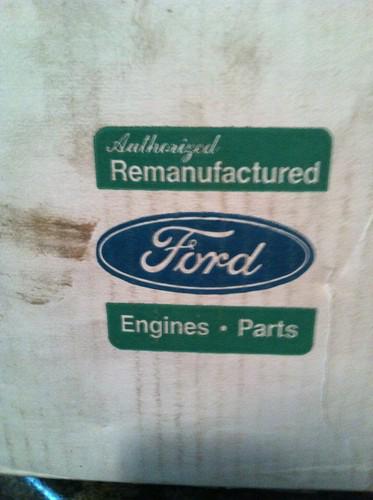 Authorized
Remanufactured
Ford
Engines • Parts